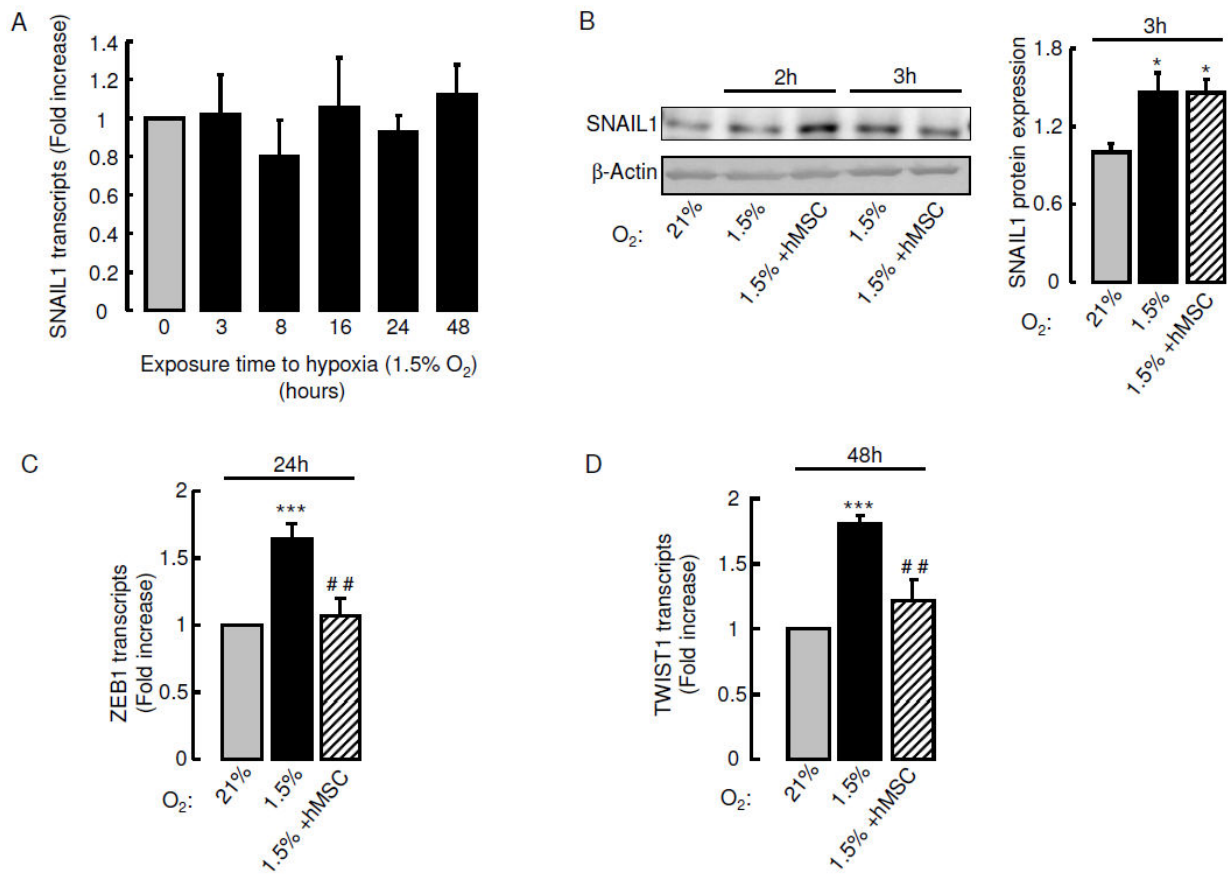 A
SNAIL1 transcripts (Fold increase)
1.4
1.2
1
0.8
0.6
0.4
0.2
0
0 3 8 16 24 48
Exposure time to hypoxia (1.5% O2)
(hours)
B
2h 3h
SNAIL1
β-Actin
O2: 21% 1.5% 1.5% +hMSC 1.5% 1.5% +hMSC
3h
SNAIL1 protein expression
1.8
1.2
0.6
0
* *
O2: 21% 1.5% 1.5% +hMSC
C
24h
ZEB1 transcripts
(Fold increase)
2
1.5
1
0.5
0
***
##
O2: 21% 1.5% 1.5% +hMSC
D
48h
TWIST1 transcripts
(Fold increase)
2
1.5
1
0.5
0
***
##
O2: 21% 1.5% 1.5% +hMSC